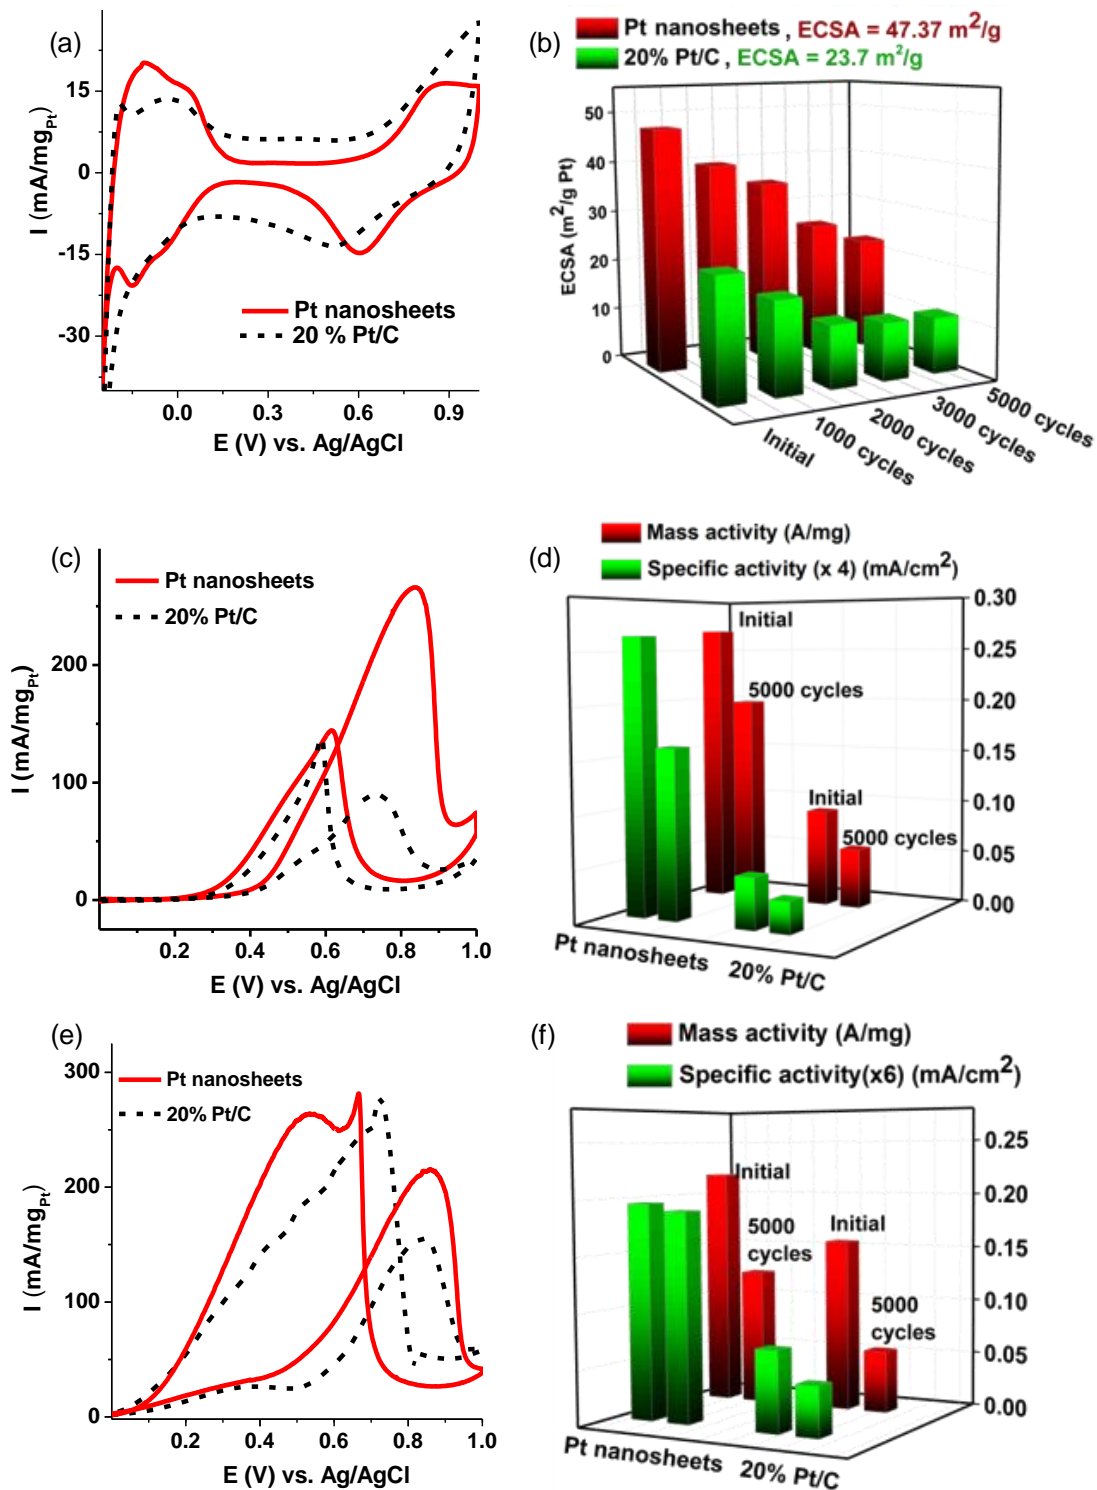 (a)
I (mA/mgPt)
15
0
-15
-30
Pt nanosheets
20 % Pt/C
0.0 0.3 0.6 0.9
E (V) vs. Ag/AgCl
(b)
Pt nanosheets , ECSA = 47.37 m²/g
20% Pt/C , ECSA = 23.7 m²/g
ECSA (m²/g Pt)
50
40
30
20
10
0
Initial
1000 cycles
2000 cycles
3000 cycles
5000 cycles
(c)
Pt nanosheets
20% Pt/C
I (mA/mgPt)
200
100
0
0.2 0.4 0.6 0.8 1.0
E (V) vs. Ag/AgCl
(d)
Mass activity (A/mg)
Specific activity (x 4) (mA/cm²)
0.30
0.25
0.20
0.15
0.10
0.05
0.00
Initial
5000 cycles
Initial
5000 cycles
Pt nanosheets 20% Pt/C
(e)
Pt nanosheets
20% Pt/C
I (mA/mgPt)
300
200
100
0
0.2 0.4 0.6 0.8 1.0
E (V) vs. Ag/AgCl
(f)
Mass activity (A/mg)
Specific activity(x6) (mA/cm²)
0.25
0.20
0.15
0.10
0.05
0.00
Initial
5000
cycles
Initial
5000
cycles
Pt nanosheets 20% Pt/C